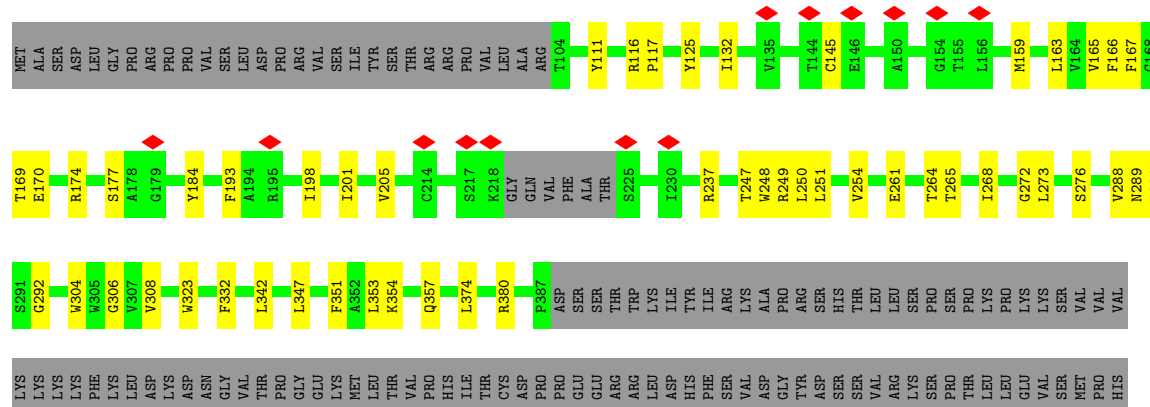 MET ALA SER ASP LEU GLY PRO ARG PRO PRO VAL SER LEU ASP PRO ARG VAL SER ILE TYR SER THR ARG ARG PRO VAL LEU ALA ARG T104 Y111 R116 P117 Y125 I132 V135 T144 C145 E146 A150 G154 T155 L156 M159 L163 V164 V165 F166 F167 G168
T169 E170 R174 S177 A178 G179 Y184 F193 A194 R195 I198 I201 V205 C214 S217 K218 GLY GLN VAL PHE ALA THR S225 I230 R237 T247 W248 R249 L250 L251 V254 E261 T264 T265 I268 G272 L273 S276 V288 N289
S291 G292 W304 W305 G306 V307 V308 W323 F332 L342 L347 F351 A352 L353 K354 Q357 L374 R380 P387 ASP SER SER THR TRP LYS ILE TYR ILE ARG LYS ALA PRO ARG SER HIS THR LEU LEU SER PRO SER PRO LYS PRO LYS LYS SER VAL VAL VAL
LYS LYS LYS LYS PHE LYS LEU ASP LYS ASP ASN GLY VAL THR PRO GLY GLU LYS MET LEU THR VAL PRO HIS ILE THR CYS ASP PRO PRO GLU GLU ARG ARG LEU ASP HIS PHE SER VAL ASP GLY TYR ASP SER SER VAL ARG LYS SER PRO THR LEU LEU GLU VAL SER MET PRO HIS